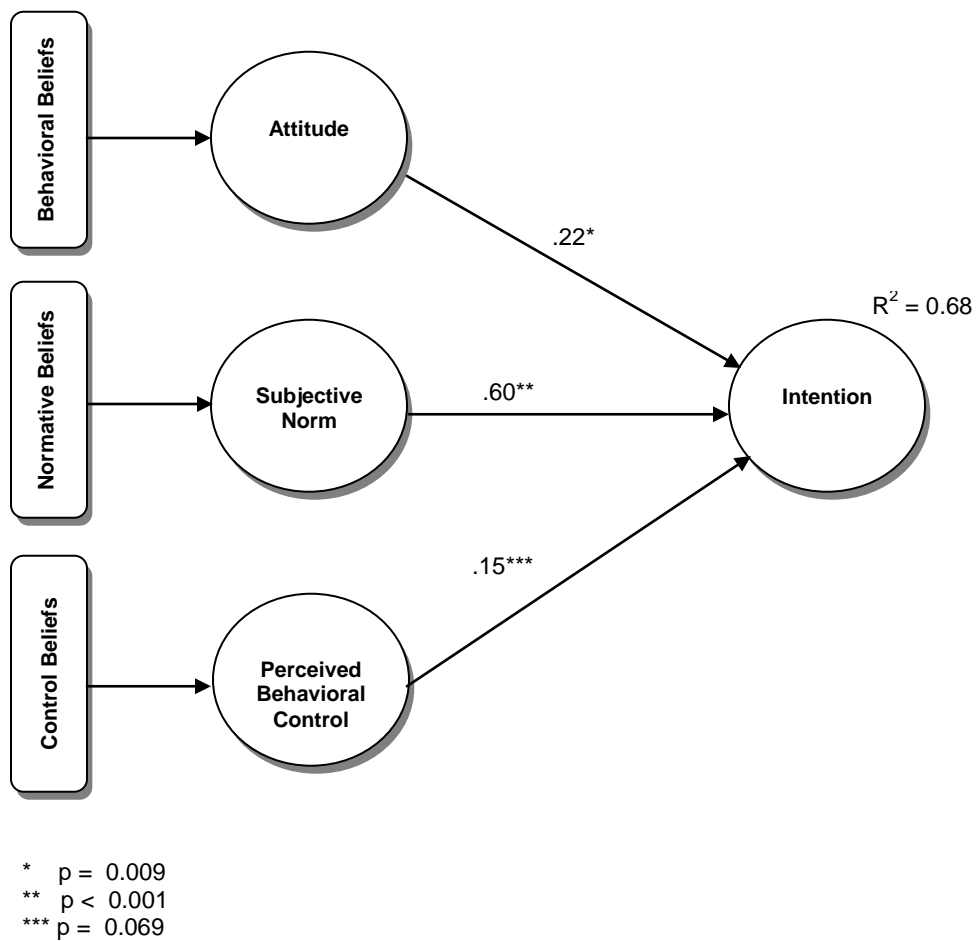 Behavioral Beliefs
Attitude
.22*
R² = 0.68
Normative Beliefs
Subjective
Norm
.60**
Intention
.15***
Control Beliefs
Perceived
Behavioral
Control
* p = 0.009
** p < 0.001
*** p = 0.069